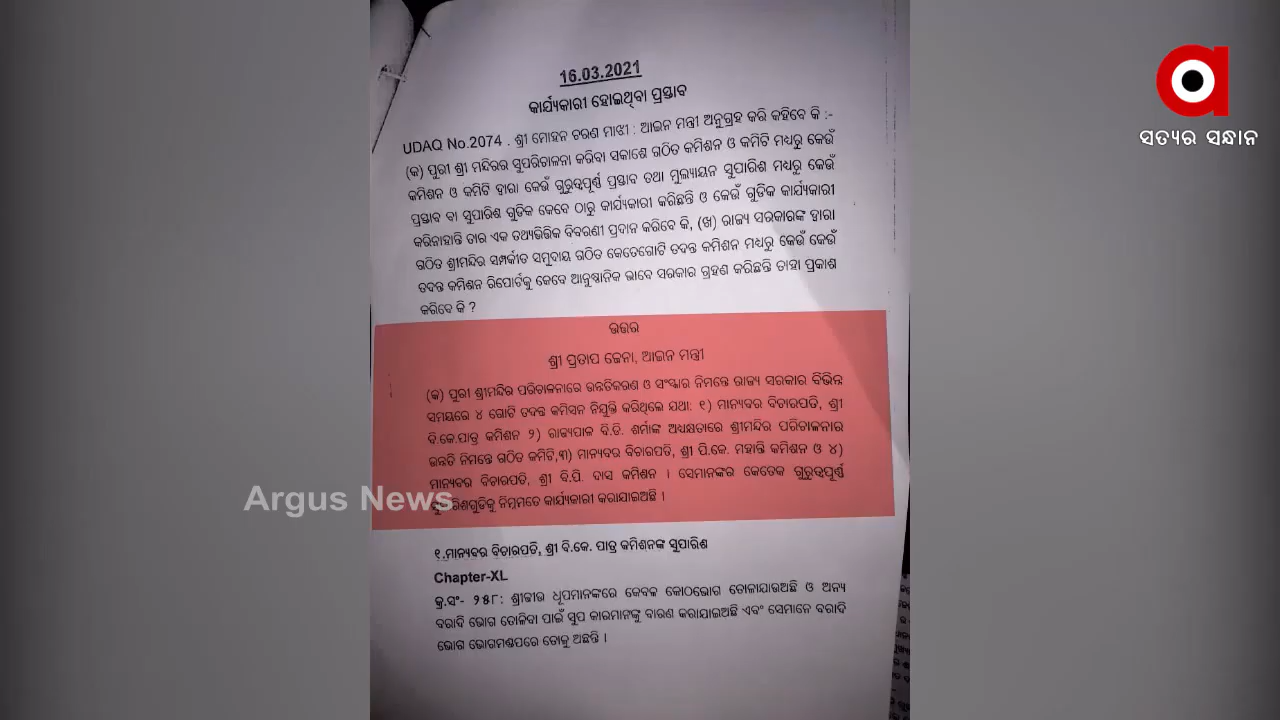 16.03.2021
କାର୍ଯ୍ୟକାରୀ ହୋଇଥିବା ପ୍ରସ୍ତାବ
UDAQ No.2074 . ଶ୍ରୀ ମୋହନ ଚରଣ ମାଝୀ : ଆଇନ ମନ୍ତ୍ରୀ ଅନୁଗ୍ରହ କରି କହିବେ କି :-
(କ) ପୁରୀ ଶ୍ରୀ ମନ୍ଦିରର ସୁପରିଚାଳନା କରିବା ସକାଶେ ଗଠିତ କମିଶନ ଓ କମିଟି ମଧ୍ୟରୁ କେଉଁ
କମିଶନ ଓ କମିଟି ଦ୍ୱାରା କେଉଁ ଗୁରୁତ୍ୱପୂର୍ଣ୍ଣ ପ୍ରସ୍ତାବ ତଥା ମୁଲ୍ୟାୟନ ସୁପାରିଶ ମଧ୍ୟରୁ କେଉଁ
ପ୍ରସ୍ତାବ ବା ସୁପାରିଶ ଗୁଡିକ କେବେ ଠାରୁ କାର୍ଯ୍ୟକାରୀ କରିଛନ୍ତି ଓ କେଉଁ ଗୁଡିକ କାର୍ଯ୍ୟକାରୀ
କରିନାହାନ୍ତି ତାର ଏକ ତଥ୍ୟଭିତ୍ତିକ ବିବରଣୀ ପ୍ରଦାନ କରିବେ କି, (ଖ) ରାଜ୍ୟ ସରକାରଙ୍କ ଦ୍ୱାରା
ଗଠିତ ଶ୍ରୀମନ୍ଦିର ସମ୍ପର୍କୀତ ସମୁଦାୟ ଗଠିତ କେତେଗୋଟି ତଦନ୍ତ କମିଶନ ମଧ୍ୟରୁ କେଉଁ କେଉଁ
ତଦନ୍ତ କମିଶନ ରିପୋର୍ଟକୁ କେବେ ଆନୁଷ୍ଠାନିକ ଭାବେ ସରକାର ଗ୍ରହଣ କରିଛନ୍ତି ତାହା ପ୍ରକାଶ
କରିବେ କି ?
ଉତ୍ତର
ଶ୍ରୀ ପ୍ରତାପ ଜେନା, ଆଇନ ମନ୍ତ୍ରୀ
(କ) ପୁରୀ ଶ୍ରୀମନ୍ଦିର ପରିଚାଳନାରେ ଉନ୍ନତିକରଣ ଓ ସଂସ୍କାର ନିମନ୍ତେ ରାଜ୍ୟ ସରକାର ବିଭିନ୍ନ
ସମୟରେ ୪ ଗୋଟି ତଦନ୍ତ କମିସନ ନିଯୁକ୍ତି କରିଥିଲେ ଯଥା: ୧) ମାନ୍ୟବର ବିଚାରପତି, ଶ୍ରୀ
ବି.କେ.ପାତ୍ର କମିଶନ ୨) ରାଜ୍ୟପାଳ ବି.ଡି. ଶର୍ମାଙ୍କ ଅଧ୍ୟକ୍ଷତାରେ ଶ୍ରୀମନ୍ଦିର ପରିଚାଳନାର
ଉନ୍ନତି ନିମନ୍ତେ ଗଠିତ କମିଟି,୩) ମାନ୍ୟବର ବିଚାରପତି, ଶ୍ରୀ ପି.କେ. ମହାନ୍ତି କମିଶନ ଓ ୪)
ମାନ୍ୟବର ବିଚାରପତି, ଶ୍ରୀ ବି.ପି. ଦାସ କମିଶନ । ସେମାନଙ୍କର କେତେକ ଗୁରୁତ୍ୱପୂର୍ଣ୍ଣ
ସୁପାରିଶଗୁଡିକୁ ନିମ୍ନମତେ କାର୍ଯ୍ୟକାରୀ କରାଯାଇଅଛି ।
୧.ମାନ୍ୟବର ବିଚାରପତି, ଶ୍ରୀ ବି.କେ. ପାତ୍ର କମିଶନଙ୍କ ସୁପାରିଶ
Chapter-XL
କ୍ର.ସଂ- ୨୫୮: ଶ୍ରୀଜୀଉ ଧୂପମାନଙ୍କରେ କେବଳ କୋଠଭୋଗ ତୋଳାଯାଉଅଛି ଓ ଅନ୍ୟ
ବରାଦି ଭୋଗ ତୋଳିବା ପାଇଁ ସୁପ କାରମାନଙ୍କୁ ବାରଣ କରାଯାଇଅଛି ଏବଂ ସେମାନେ ବରାଦି
ଭୋଗ ଭୋଗମଣ୍ଡପରେ ତୋଳୁ ଅଛନ୍ତି ।
Argus News
ସତ୍ୟର ସନ୍ଧାନ